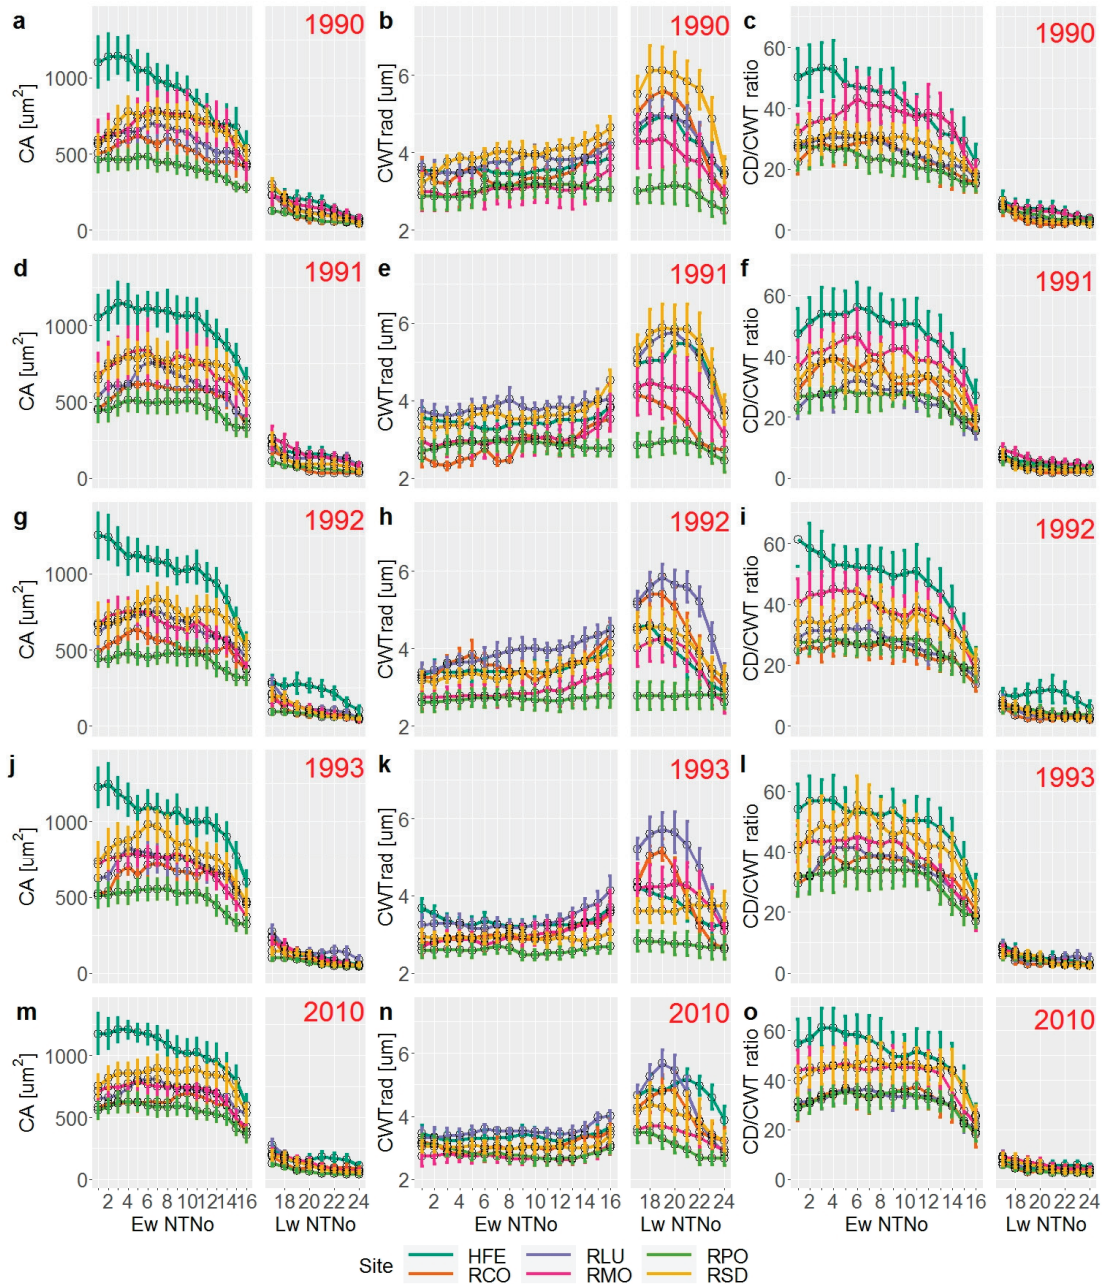 a 1990 b 1990 c 1990
CA [um²] CWTrad [um] CD/CWT ratio
1000 500 0
6 4 2
60 40 20 0
d 1991 e 1991 f 1991
CA [um²] CWTrad [um] CD/CWT ratio
1000 500 0
6 4 2
60 40 20 0
g 1992 h 1992 i 1992
CA [um²] CWTrad [um] CD/CWT ratio
1000 500 0
6 4 2
60 40 20 0
j 1993 k 1993 l 1993
CA [um²] CWTrad [um] CD/CWT ratio
1000 500 0
6 4 2
60 40 20 0
m 2010 n 2010 o 2010
CA [um²] CWTrad [um] CD/CWT ratio
1000 500 0
6 4 2
60 40 20 0
2 4 6 8 10 12 14 16 18 20 22 24 2 4 6 8 10 12 14 16 18 20 22 24 2 4 6 8 10 12 14 16 18 20 22 24
Ew NTNo Lw NTNo Ew NTNo Lw NTNo Ew NTNo Lw NTNo
Site HFE RLU RPO
RCO RMO RSD